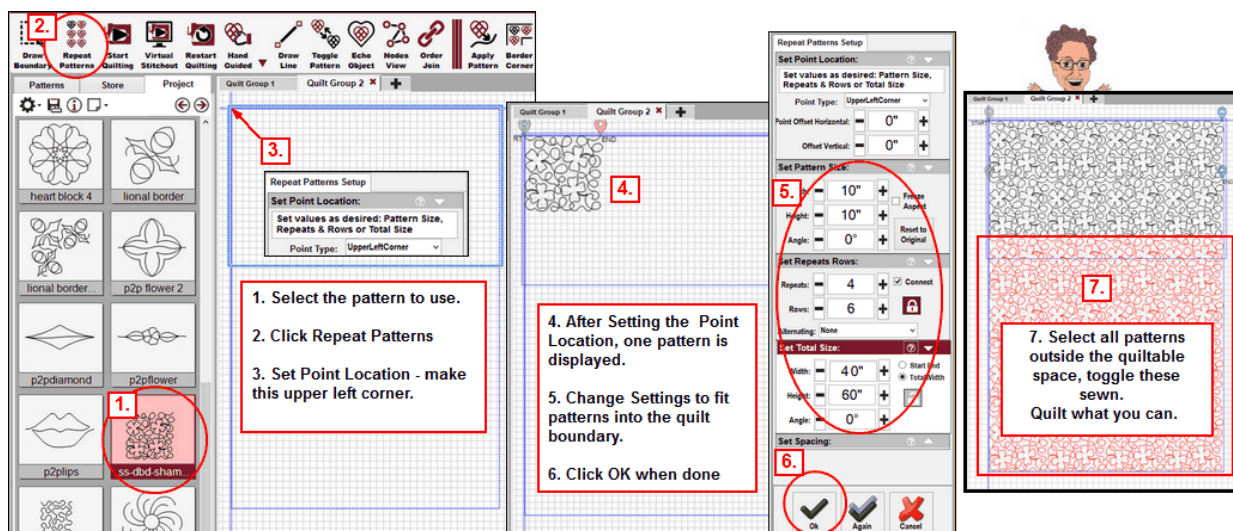 2.
Draw Boundary
Repeat Patterns
Start Quilting
Virtual Stitchout
Restart Quilting
Hand Guided
Draw Line
Toggle Pattern
Echo Object
Nodes View
Order Join
Apply Pattern
Border Corner
Patterns
Store
Project
heart block 4
lional border
lional border...
p2p flower 2
p2pdiamond
p2pflower
1.
p2plips
ss-dbd-sham...
Quilt Group 1
Quilt Group 2
3.
Repeat Patterns Setup
Set Point Location:
Set values as desired: Pattern Size,
Repeats & Rows or Total Size
Point Type: UpperLeftCorner
1. Select the pattern to use.
2. Click Repeat Patterns
3. Set Point Location - make
this upper left corner.
Quilt Group 1
Quilt Group 2
END
4.
4. After Setting the Point
Location, one pattern is
displayed.
5. Change Settings to fit
patterns into the quilt
boundary.
6. Click OK when done
Repeat Patterns Setup
Set Point Location:
Set values as desired: Pattern Size,
Repeats & Rows or Total Size
Point Type: UpperLeftCorner
Point Offset Horizontal: 0"
Offset Vertical: 0"
Set Pattern Size:
5.
10"
Freeze Aspect
Height: 10"
Angle: 0°
Reset to Original
Set Repeats Rows:
Repeats: 4
Connect
Rows: 6
Alternating: None
Set Total Size:
Width: 40"
Start End
Total Width
Height: 60"
Angle: 0°
Set Spacing:
6.
Ok
Again
Cancel
Quilt Group 1
Quilt Group 2
7.
7. Select all patterns
outside the quiltable
space, toggle these
sewn.
Quilt what you can.